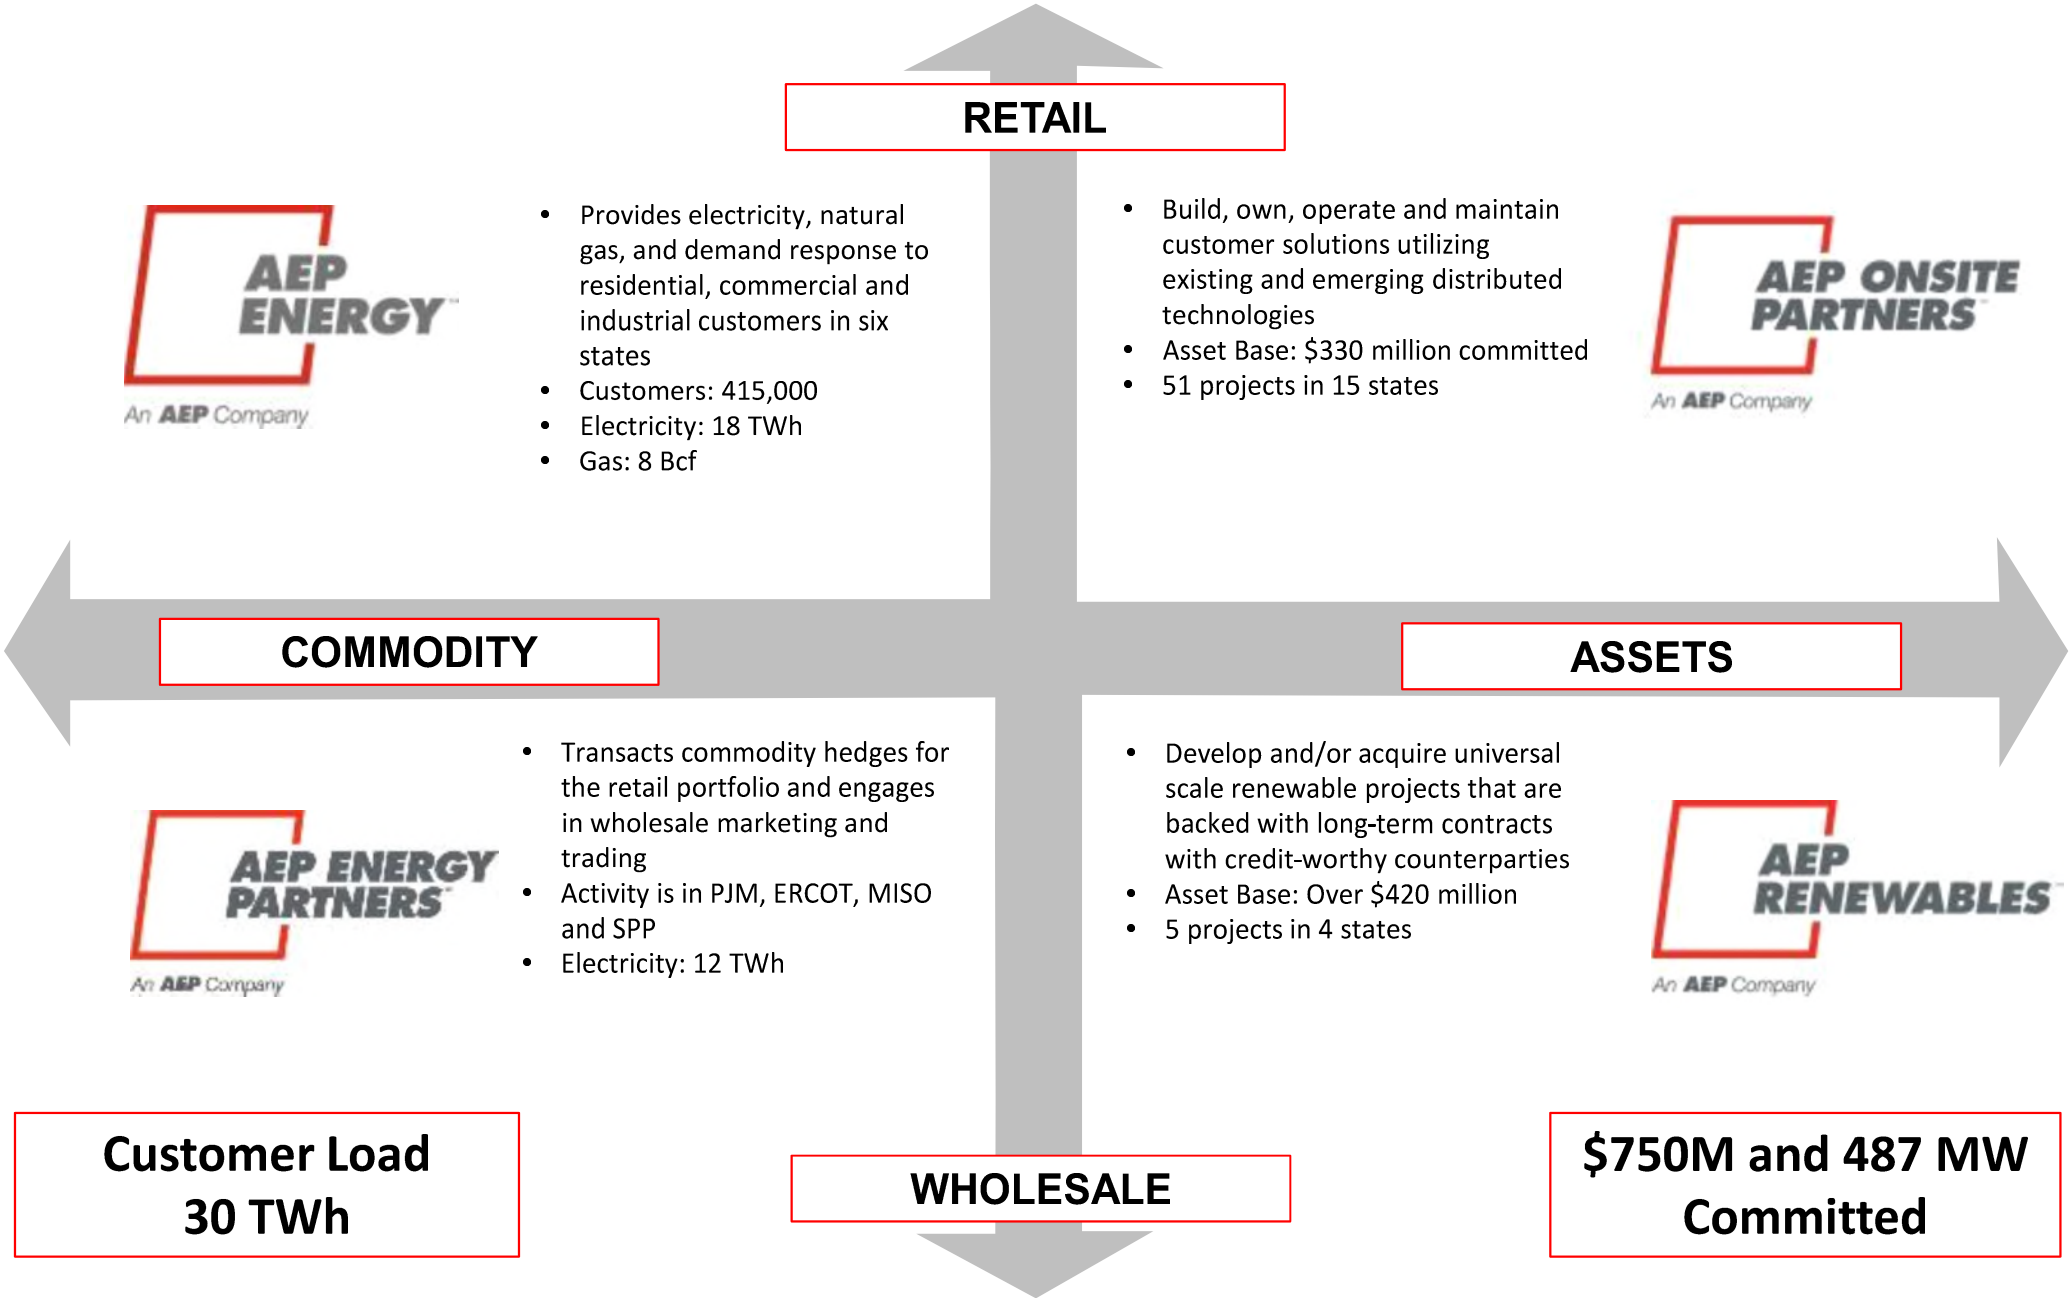 RETAIL
AEP
ENERGY™
An AEP Company
• Provides electricity, natural
gas, and demand response to
residential, commercial and
industrial customers in six
states
• Customers: 415,000
• Electricity: 18 TWh
• Gas: 8 Bcf
• Build, own, operate and maintain
customer solutions utilizing
existing and emerging distributed
technologies
• Asset Base: $330 million committed
• 51 projects in 15 states
AEP ONSITE
PARTNERS™
An AEP Company
COMMODITY
ASSETS
AEP ENERGY
PARTNERS™
An AEP Company
• Transacts commodity hedges for
the retail portfolio and engages
in wholesale marketing and
trading
• Activity is in PJM, ERCOT, MISO
and SPP
• Electricity: 12 TWh
• Develop and/or acquire universal
scale renewable projects that are
backed with long-term contracts
with credit-worthy counterparties
• Asset Base: Over $420 million
• 5 projects in 4 states
AEP
RENEWABLES™
An AEP Company
Customer Load
30 TWh
WHOLESALE
$750M and 487 MW
Committed